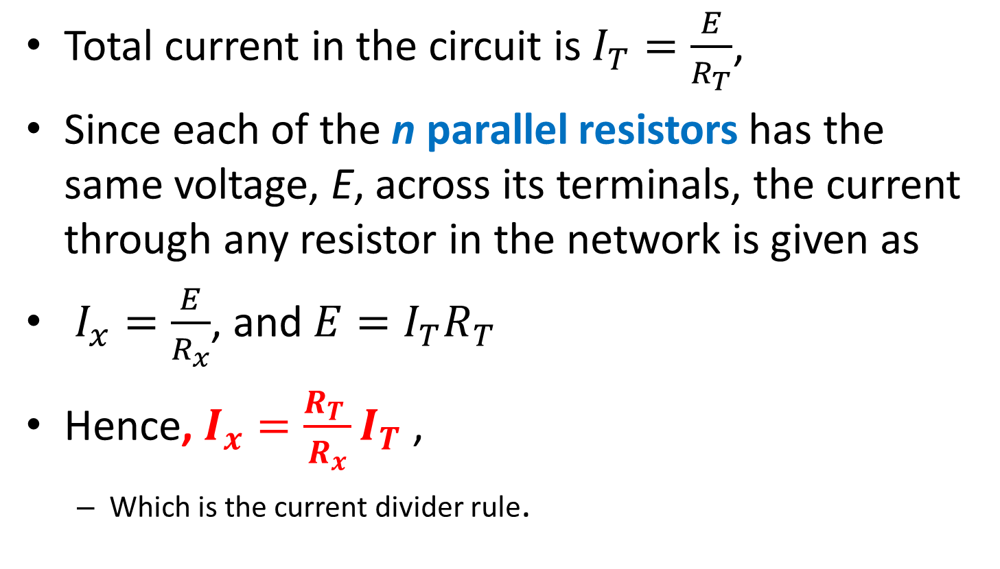 • Total current in the circuit is $I_T = \frac{E}{R_T}$,
• Since each of the n parallel resistors has the
same voltage, E, across its terminals, the current
through any resistor in the network is given as
• $I_x = \frac{E}{R_x}$, and $E = I_T R_T$
• Hence, $I_x = \frac{R_T}{R_x} I_T$ ,
– Which is the current divider rule.